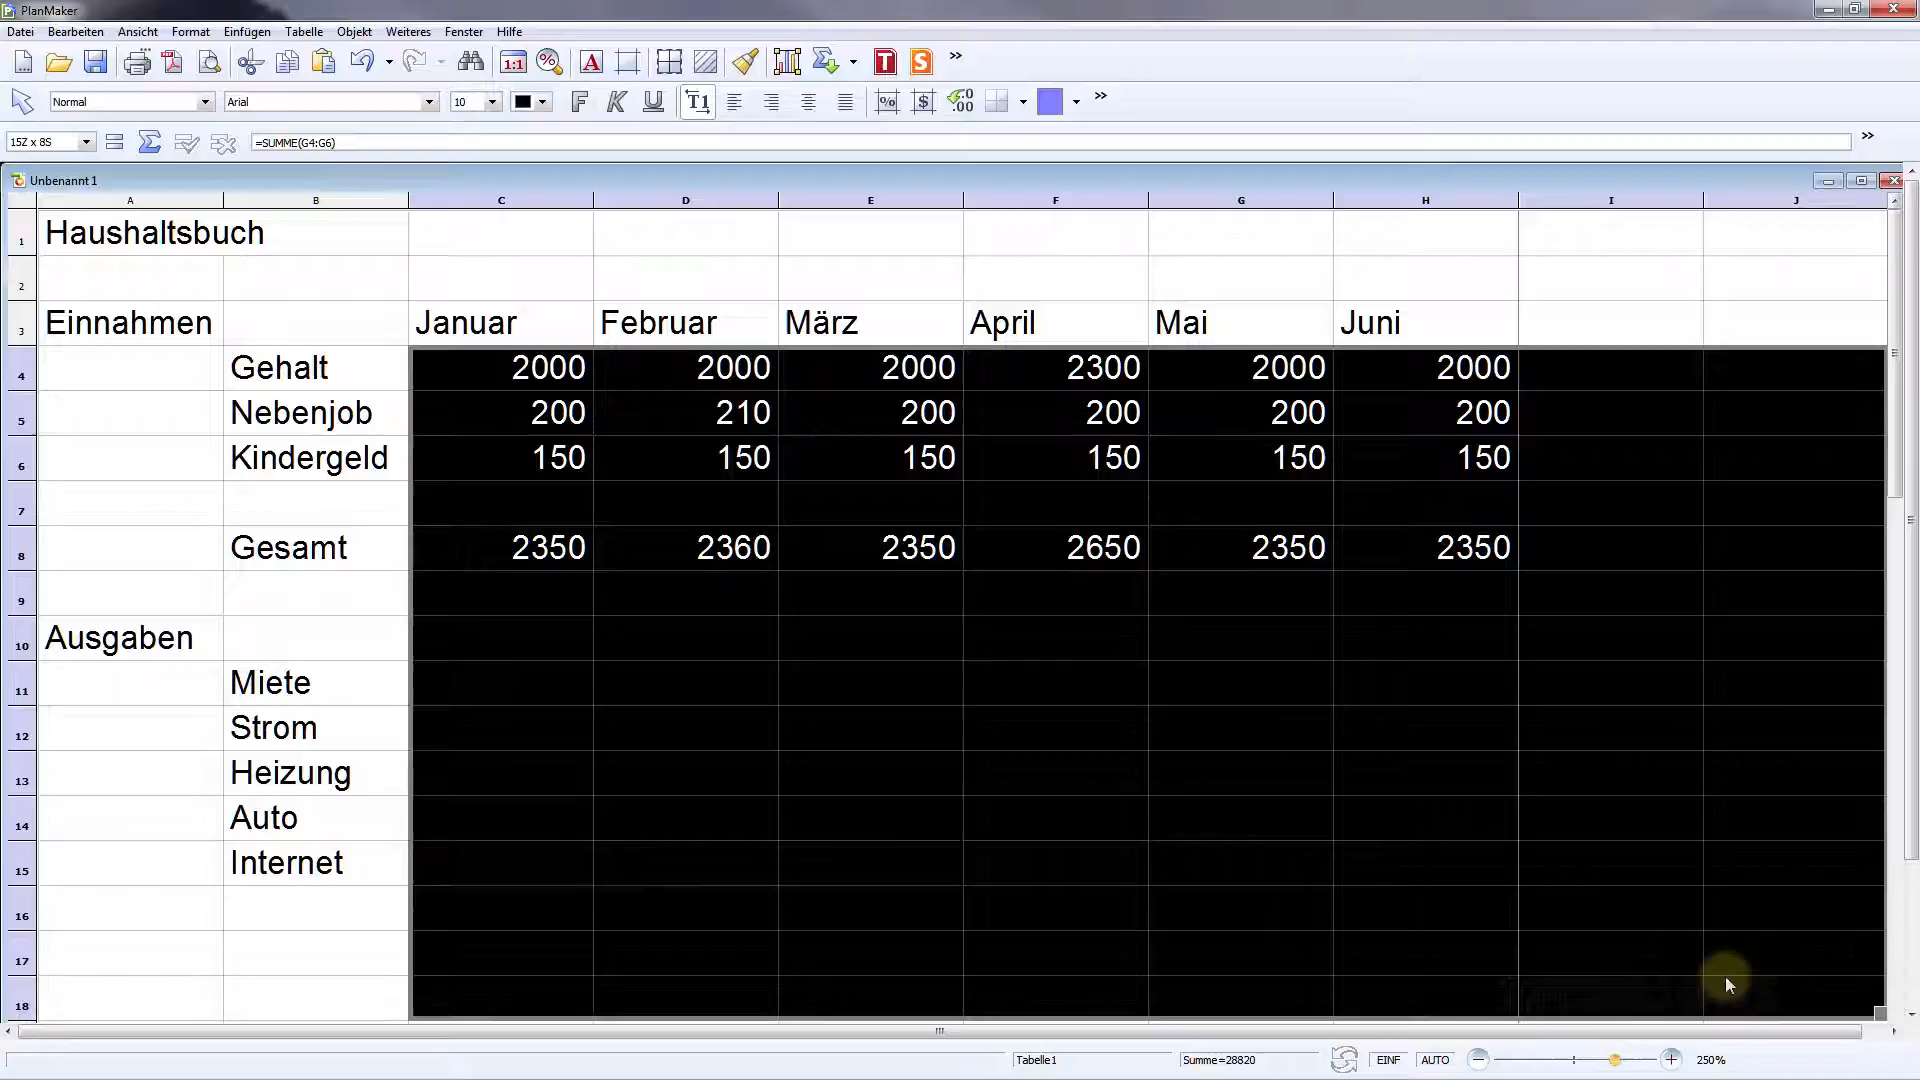 PlanMaker
Datei Bearbeiten Ansicht Format Einfügen Tabelle Objekt Weiteres Fenster Hilfe
Normal Arial 10 F K U
15Z x 8S =SUMME(G4:G6)
Unbenannt 1
A B C D E F G H I J
1 Haushaltsbuch
2
3 Einnahmen Januar Februar März April Mai Juni
4 Gehalt 2000 2000 2000 2300 2000 2000
5 Nebenjob 200 210 200 200 200 200
6 Kindergeld 150 150 150 150 150 150
7
8 Gesamt 2350 2360 2350 2650 2350 2350
9
10 Ausgaben
11 Miete
12 Strom
13 Heizung
14 Auto
15 Internet
16
17
18
Tabelle1 Summe=28820 EINF AUTO 250%